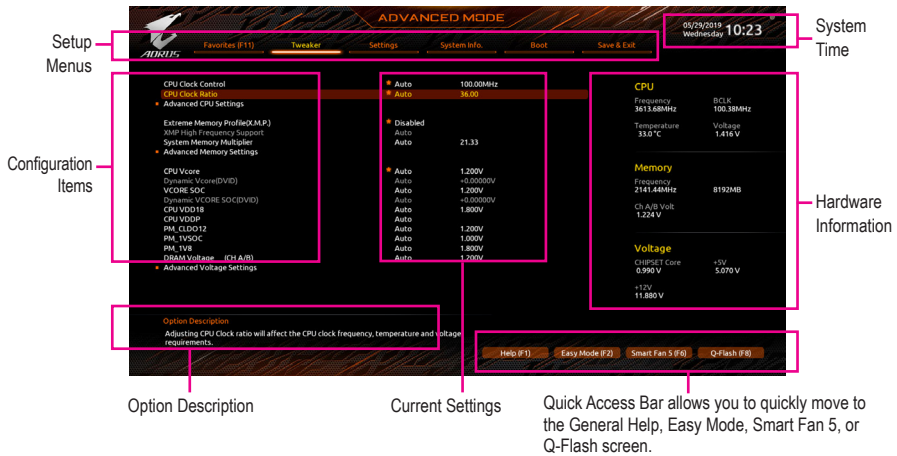 ADVANCED MODE
05/29/2019
Wednesday
10:23
System
Time
Setup
Menus
AORUS
Favorites (F11) Tweaker Settings System Info. Boot Save & Exit
CPU Clock Control Auto 100.00MHz
CPU Clock Ratio Auto 36.00
Advanced CPU Settings
Extreme Memory Profile(X.M.P.) Disabled
XMP High Frequency Support Auto
System Memory Multiplier Auto 21.33
Advanced Memory Settings
CPU Vcore Auto 1.200V
Dynamic Vcore(DVID) Auto +0.00000V
VCORE SOC Auto 1.200V
Dynamic VCORE SOC(DVID) Auto +0.00000V
CPU VDD18 Auto 1.800V
CPU VDDP Auto
PM_CLDO12 Auto 1.200V
PM_1VSOC Auto 1.000V
PM_1V8 Auto 1.800V
DRAM Voltage (CH A/B) Auto 1.200V
Advanced Voltage Settings
Configuration
Items
CPU
Frequency BCLK
3613.68MHz 100.38MHz
Temperature Voltage
33.0°C 1.416 V
Memory
Frequency
2141.44MHz 8192MB
Ch A/B Volt
1.224 V
Voltage
CHIPSET Core +5V
0.990 V 5.070 V
+12V
11.880 V
Hardware
Information
Option Description
Adjusting CPU Clock ratio will affect the CPU clock frequency, temperature and voltage
requirements.
Help (F1) Easy Mode (F2) Smart Fan 5 (F6) Q-Flash (F8)
Option Description
Current Settings
Quick Access Bar allows you to quickly move to
the General Help, Easy Mode, Smart Fan 5, or
Q-Flash screen.